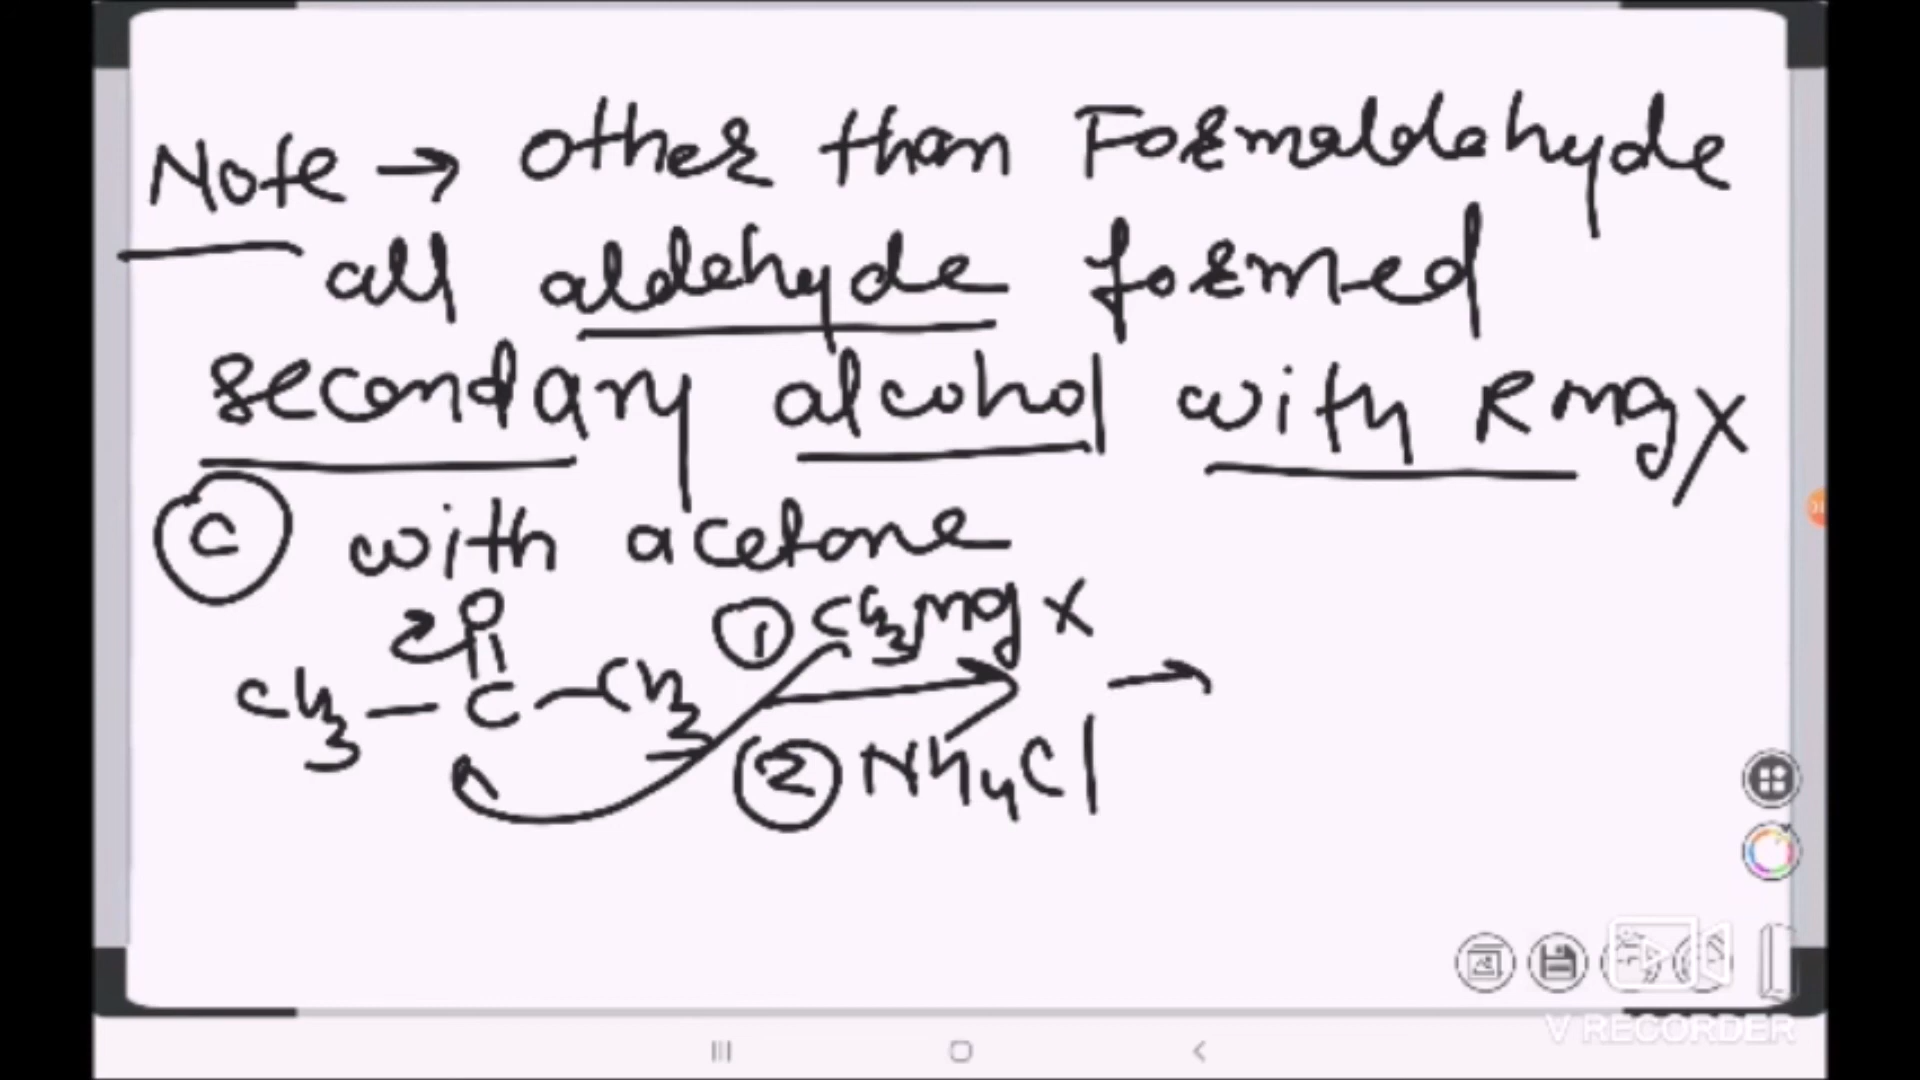 Note → other than Formaldehyde
all aldehyde formed
secondary alcohol with RMgX
C with acetone
O ① CH3MgX
CH3 — C — CH3 →
② NH4Cl
V RECORDER